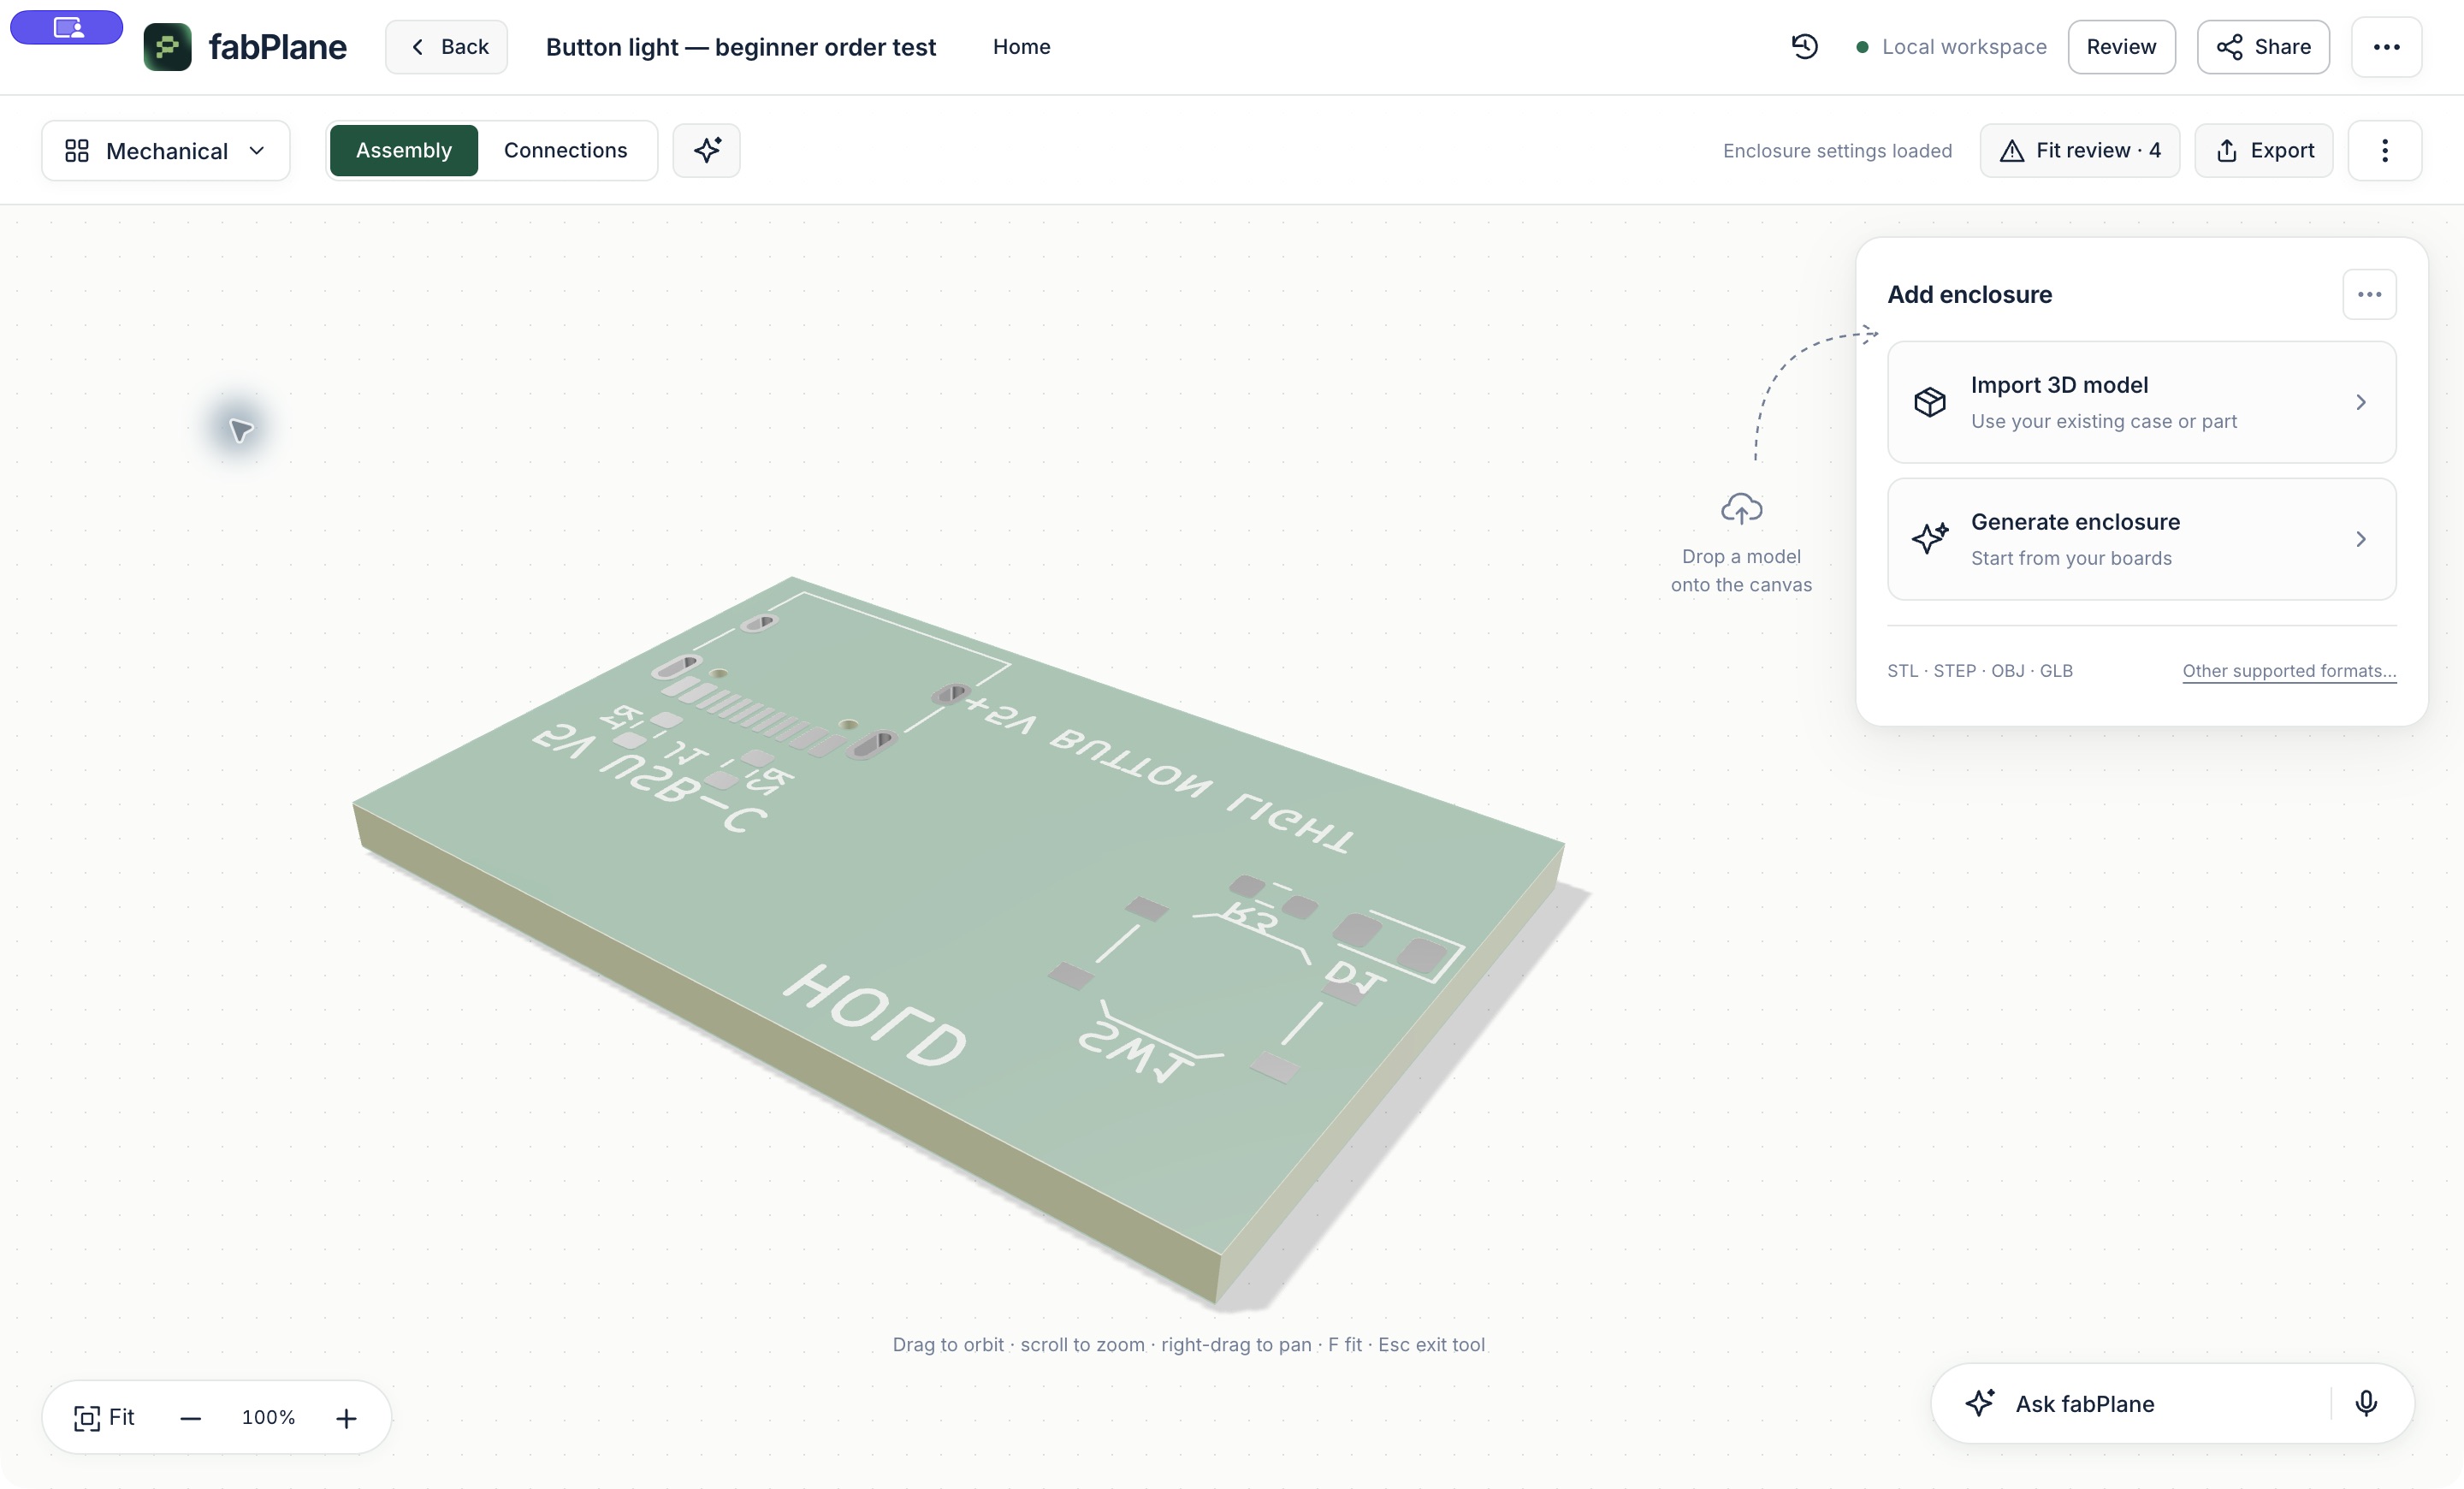 fabPlane
Back
Button light — beginner order test
Home
Local workspace
Review
Share
Mechanical
Assembly
Connections
Enclosure settings loaded
Fit review · 4
Export
Add enclosure
Import 3D model
Use your existing case or part
Generate enclosure
Start from your boards
STL · STEP · OBJ · GLB
Other supported formats...
Drop a model
onto the canvas
+5V BUTTON LIGHT
R1
J1
R2
5V USB-C
R3
D1
HOLD
SW1
Drag to orbit · scroll to zoom · right-drag to pan · F fit · Esc exit tool
Fit
100%
Ask fabPlane